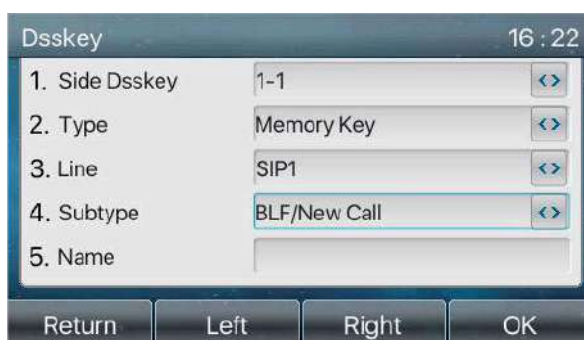 Dsskey 16:22
1. Side Dsskey 1-1 <>
2. Type Memory Key <>
3. Line SIP1 <>
4. Subtype BLF/New Call <>
5. Name
Return Left Right OK